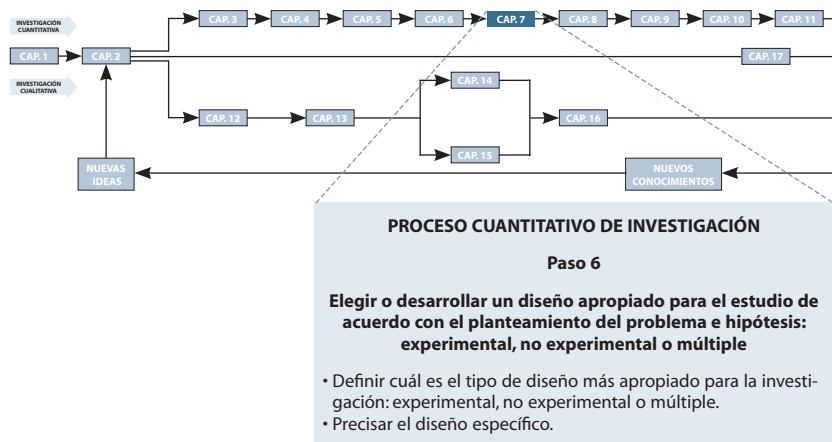 INVESTIGACIÓN
CUANTITATIVA
CAP. 3
CAP. 4
CAP. 5
CAP. 6
CAP. 7
CAP. 8
CAP. 9
CAP. 10
CAP. 11
CAP. 1
CAP. 2
CAP. 17
INVESTIGACIÓN
CUALITATIVA
CAP. 14
CAP. 12
CAP. 13
CAP. 16
CAP. 15
NUEVAS
IDEAS
NUEVOS
CONOCIMIENTOS
PROCESO CUANTITATIVO DE INVESTIGACIÓN
Paso 6
Elegir o desarrollar un diseño apropiado para el estudio de
acuerdo con el planteamiento del problema e hipótesis:
experimental, no experimental o múltiple
• Definir cuál es el tipo de diseño más apropiado para la investi-
gación: experimental, no experimental o múltiple.
• Precisar el diseño específico.